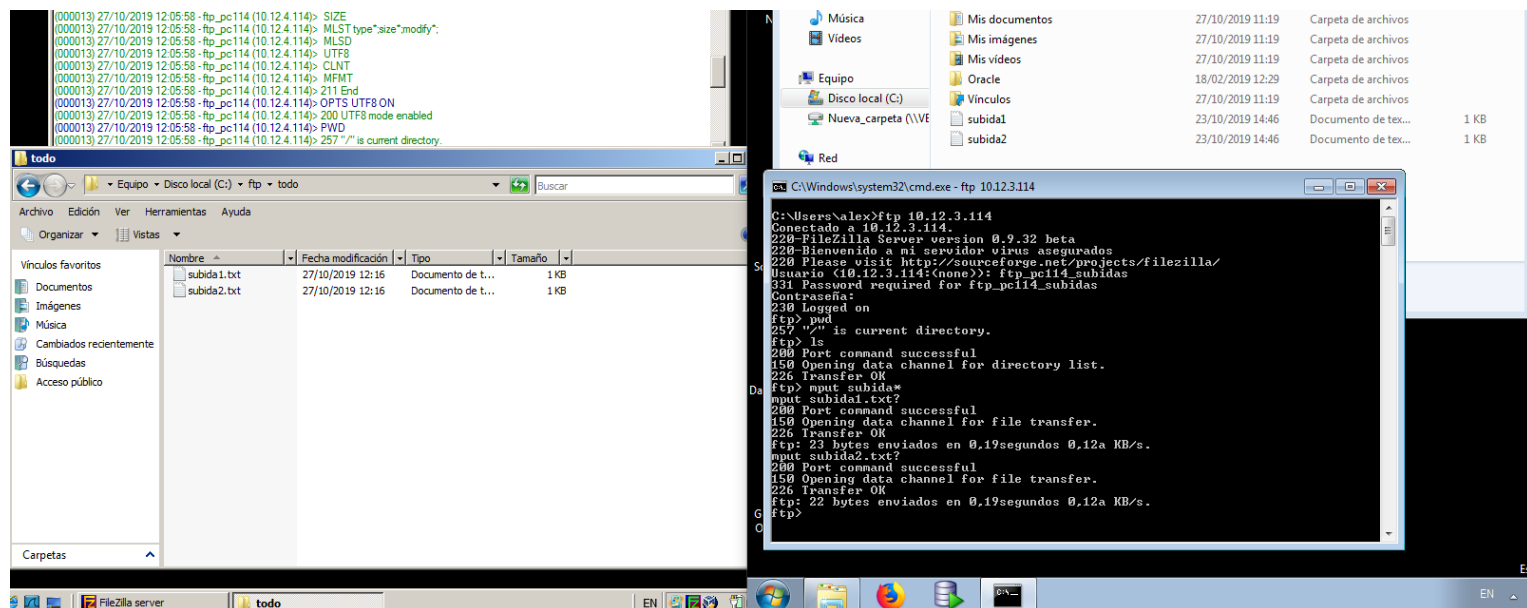 (000013) 27/10/2019 12:05:58 - ftp_pc114 (10.12.4.114)> SIZE
(000013) 27/10/2019 12:05:58 - ftp_pc114 (10.12.4.114)> MLST type*;size*;modify*;
(000013) 27/10/2019 12:05:58 - ftp_pc114 (10.12.4.114)> MLSD
(000013) 27/10/2019 12:05:58 - ftp_pc114 (10.12.4.114)> UTF8
(000013) 27/10/2019 12:05:58 - ftp_pc114 (10.12.4.114)> CLNT
(000013) 27/10/2019 12:05:58 - ftp_pc114 (10.12.4.114)> MFMT
(000013) 27/10/2019 12:05:58 - ftp_pc114 (10.12.4.114)> 211 End
(000013) 27/10/2019 12:05:58 - ftp_pc114 (10.12.4.114)> OPTS UTF8 ON
(000013) 27/10/2019 12:05:58 - ftp_pc114 (10.12.4.114)> 200 UTF8 mode enabled
(000013) 27/10/2019 12:05:58 - ftp_pc114 (10.12.4.114)> PWD
(000013) 27/10/2019 12:05:58 - ftp_pc114 (10.12.4.114)> 257 "/" is current directory.
todo
Equipo Disco local (C:) ftp todo
Buscar
Archivo Edición Ver Herramientas Ayuda
Organizar Vistas
Vínculos favoritos
Documentos
Imágenes
Música
Cambiados recientemente
Búsquedas
Acceso público
Carpetas
Nombre Fecha modificación Tipo Tamaño
subida1.txt 27/10/2019 12:16 Documento de t... 1 KB
subida2.txt 27/10/2019 12:16 Documento de t... 1 KB
FileZilla server
todo
EN
Música
Vídeos
Equipo
Disco local (C:)
Nueva_carpeta (\\VE
Red
Mis documentos 27/10/2019 11:19 Carpeta de archivos
Mis imágenes 27/10/2019 11:19 Carpeta de archivos
Mis vídeos 27/10/2019 11:19 Carpeta de archivos
Oracle 18/02/2019 12:29 Carpeta de archivos
Vínculos 27/10/2019 11:19 Carpeta de archivos
subida1 23/10/2019 14:46 Documento de tex... 1 KB
subida2 23/10/2019 14:46 Documento de tex... 1 KB
C:\Windows\system32\cmd.exe - ftp 10.12.3.114
C:\Users\alex>ftp 10.12.3.114
Conectado a 10.12.3.114.
220-FileZilla Server version 0.9.32 beta
220-Bienvenido a mi servidor virus asegurados
220 Please visit http://sourceforge.net/projects/filezilla/
Usuario (10.12.3.114:(none)): ftp_pc114_subidas
331 Password required for ftp_pc114_subidas
Contraseña:
230 Logged on
ftp> pwd
257 "/" is current directory.
ftp> ls
200 Port command successful
150 Opening data channel for directory list.
226 Transfer OK
ftp> mput subida*
mput subida1.txt?
200 Port command successful
150 Opening data channel for file transfer.
226 Transfer OK
ftp: 23 bytes enviados en 0,19segundos 0,12a KB/s.
mput subida2.txt?
200 Port command successful
150 Opening data channel for file transfer.
226 Transfer OK
ftp: 22 bytes enviados en 0,19segundos 0,12a KB/s.
ftp>
EN